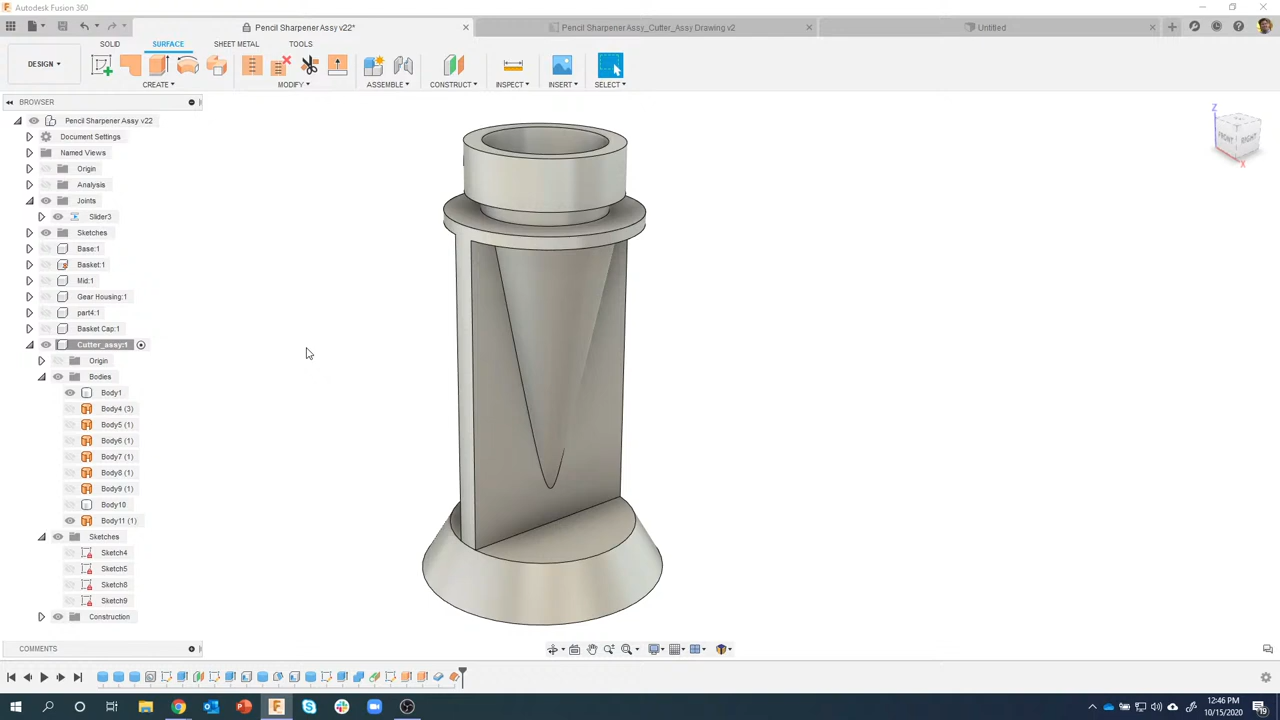 Autodesk Fusion 360
Pencil Sharpener Assy v22*
Pencil Sharpener Assy_Cutter_Assy Drawing v2
Untitled
SOLID
SURFACE
SHEET METAL
TOOLS
DESIGN
CREATE
MODIFY
ASSEMBLE
CONSTRUCT
INSPECT
INSERT
SELECT
BROWSER
Pencil Sharpener Assy v22
Document Settings
Named Views
Origin
Analysis
Joints
Slider3
Sketches
Base:1
Basket:1
Mid:1
Gear Housing:1
part4:1
Basket Cap:1
Cutter_assy:1
Origin
Bodies
Body1
Body4 (3)
Body5 (1)
Body6 (1)
Body7 (1)
Body8 (1)
Body9 (1)
Body10
Body11 (1)
Sketches
Sketch4
Sketch5
Sketch8
Sketch9
Construction
COMMENTS
Z
FRONT
RIGHT
X
12:46 PM
10/15/2020
19